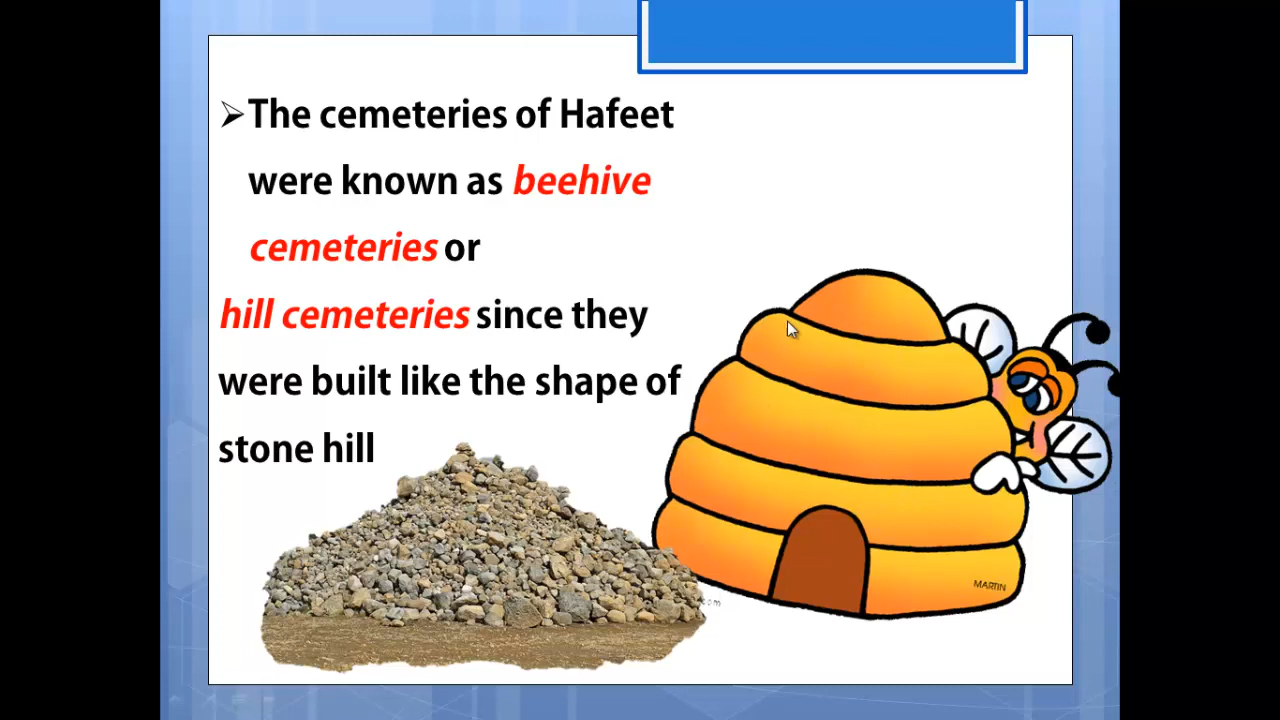 The cemeteries of Hafeet
were known as beehive
cemeteries or
hill cemeteries since they
were built like the shape of
stone hill
MARTIN